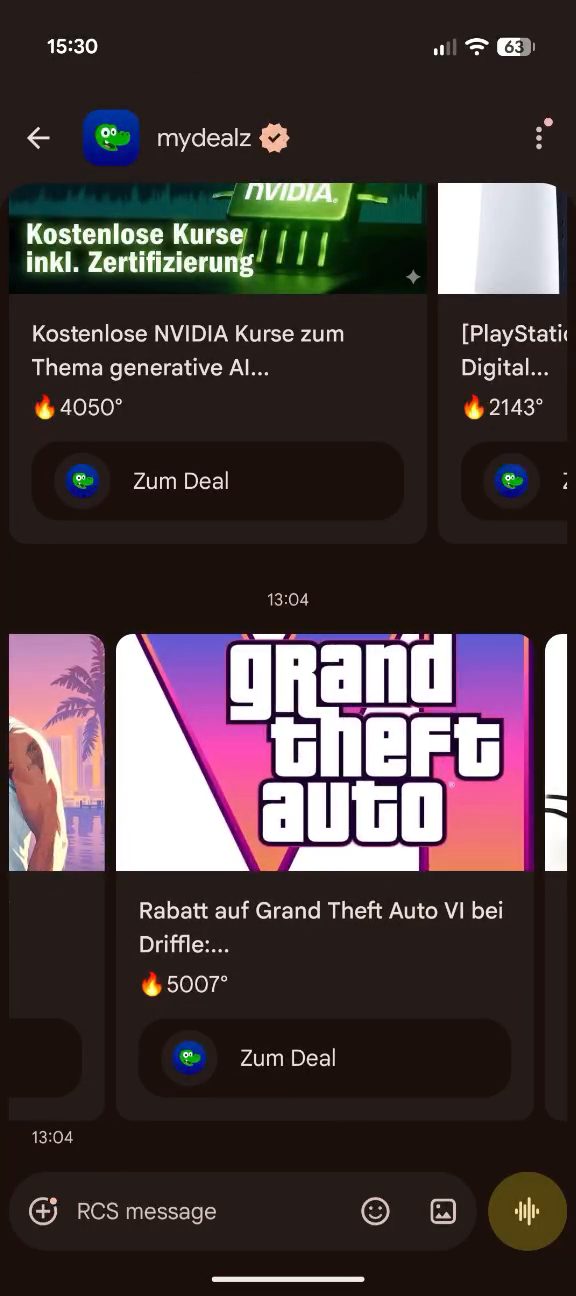 15:30
63
mydealz
NVIDIA.
Kostenlose Kurse
inkl. Zertifizierung
Kostenlose NVIDIA Kurse zum
Thema generative AI...
🔥4050°
Zum Deal
[PlayStatio
Digital...
🔥2143°
Z
13:04
grand
theft
auto
®
Rabatt auf Grand Theft Auto VI bei
Driffle:...
🔥5007°
Zum Deal
13:04
RCS message